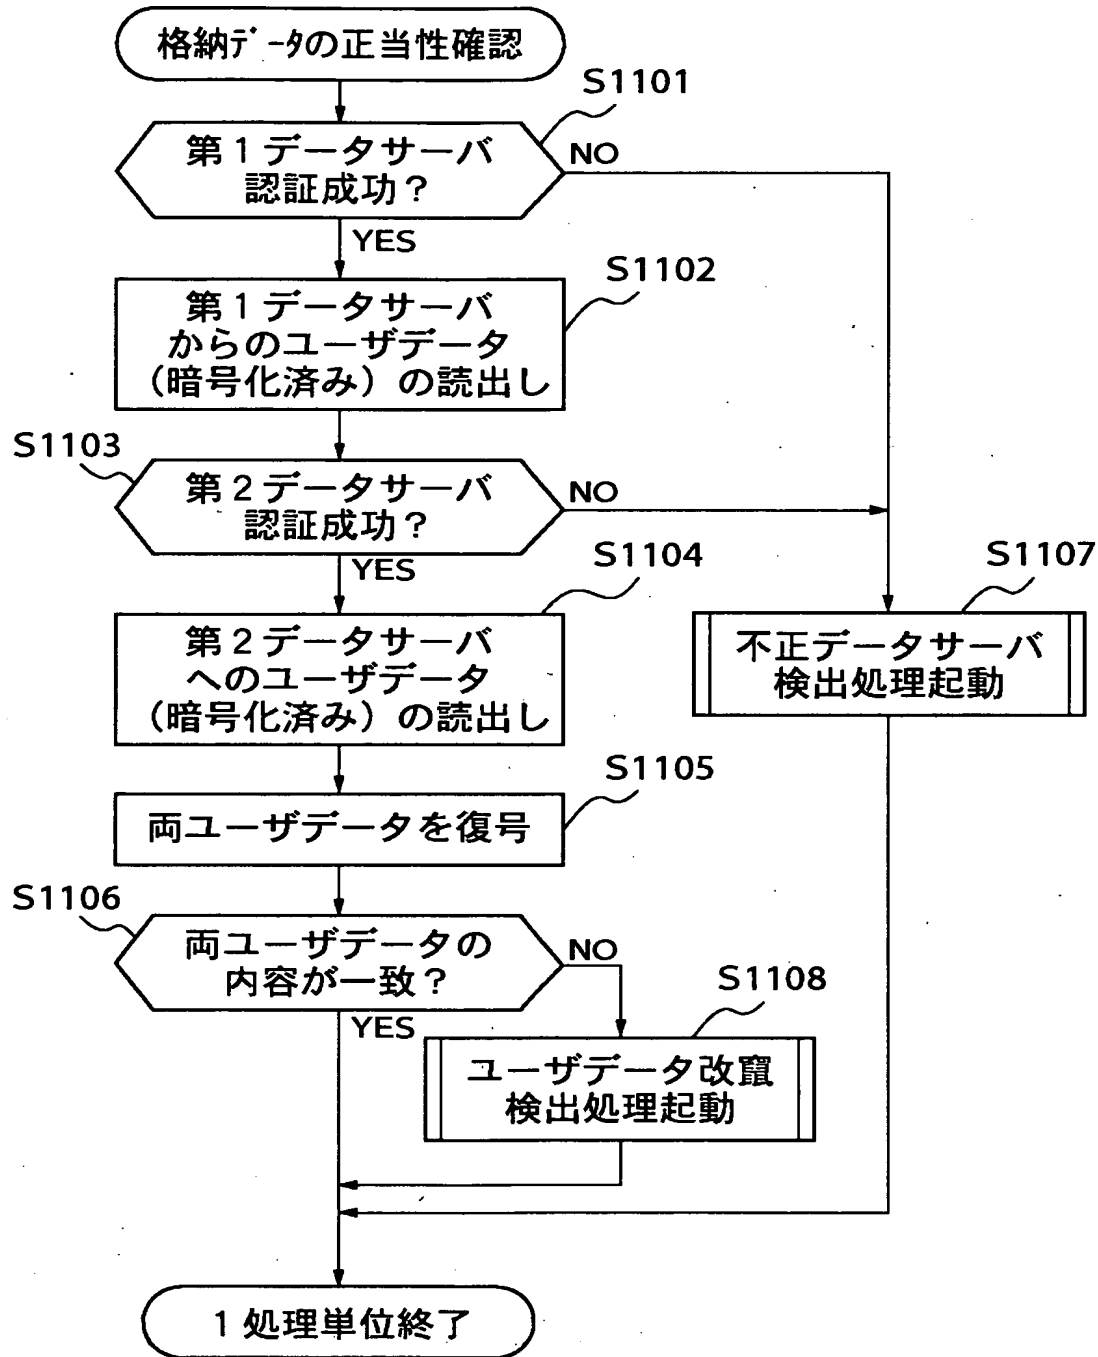 格納ﾃﾞｰﾀの正当性確認
S1101
第１データサーバ
認証成功？
NO
YES
S1102
第１データサーバ
からのユーザデータ
（暗号化済み）の読出し
S1103
第２データサーバ
認証成功？
NO
YES
S1104
S1107
第２データサーバ
へのユーザデータ
（暗号化済み）の読出し
不正データサーバ
検出処理起動
S1105
両ユーザデータを復号
S1106
両ユーザデータの
内容が一致？
NO
YES
S1108
ユーザデータ改竄
検出処理起動
１処理単位終了